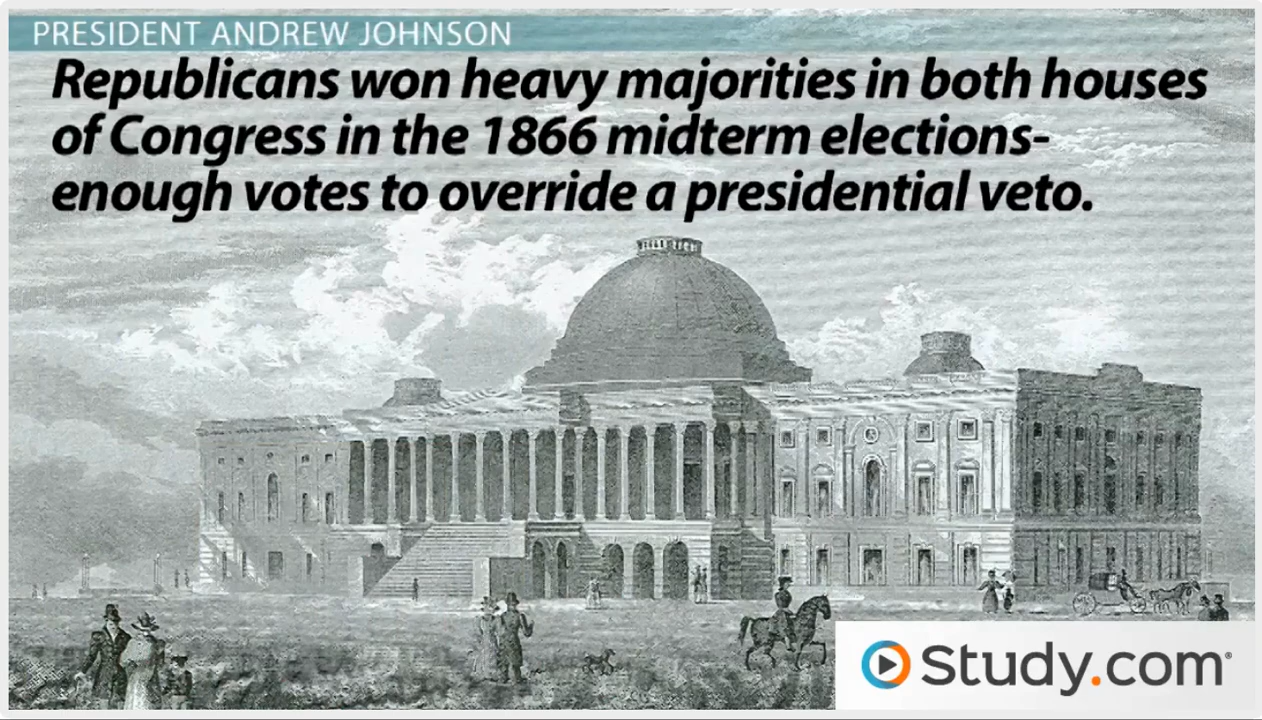 PRESIDENT ANDREW JOHNSON
Republicans won heavy majorities in both houses
of Congress in the 1866 midterm elections-
enough votes to override a presidential veto.
Study.com®